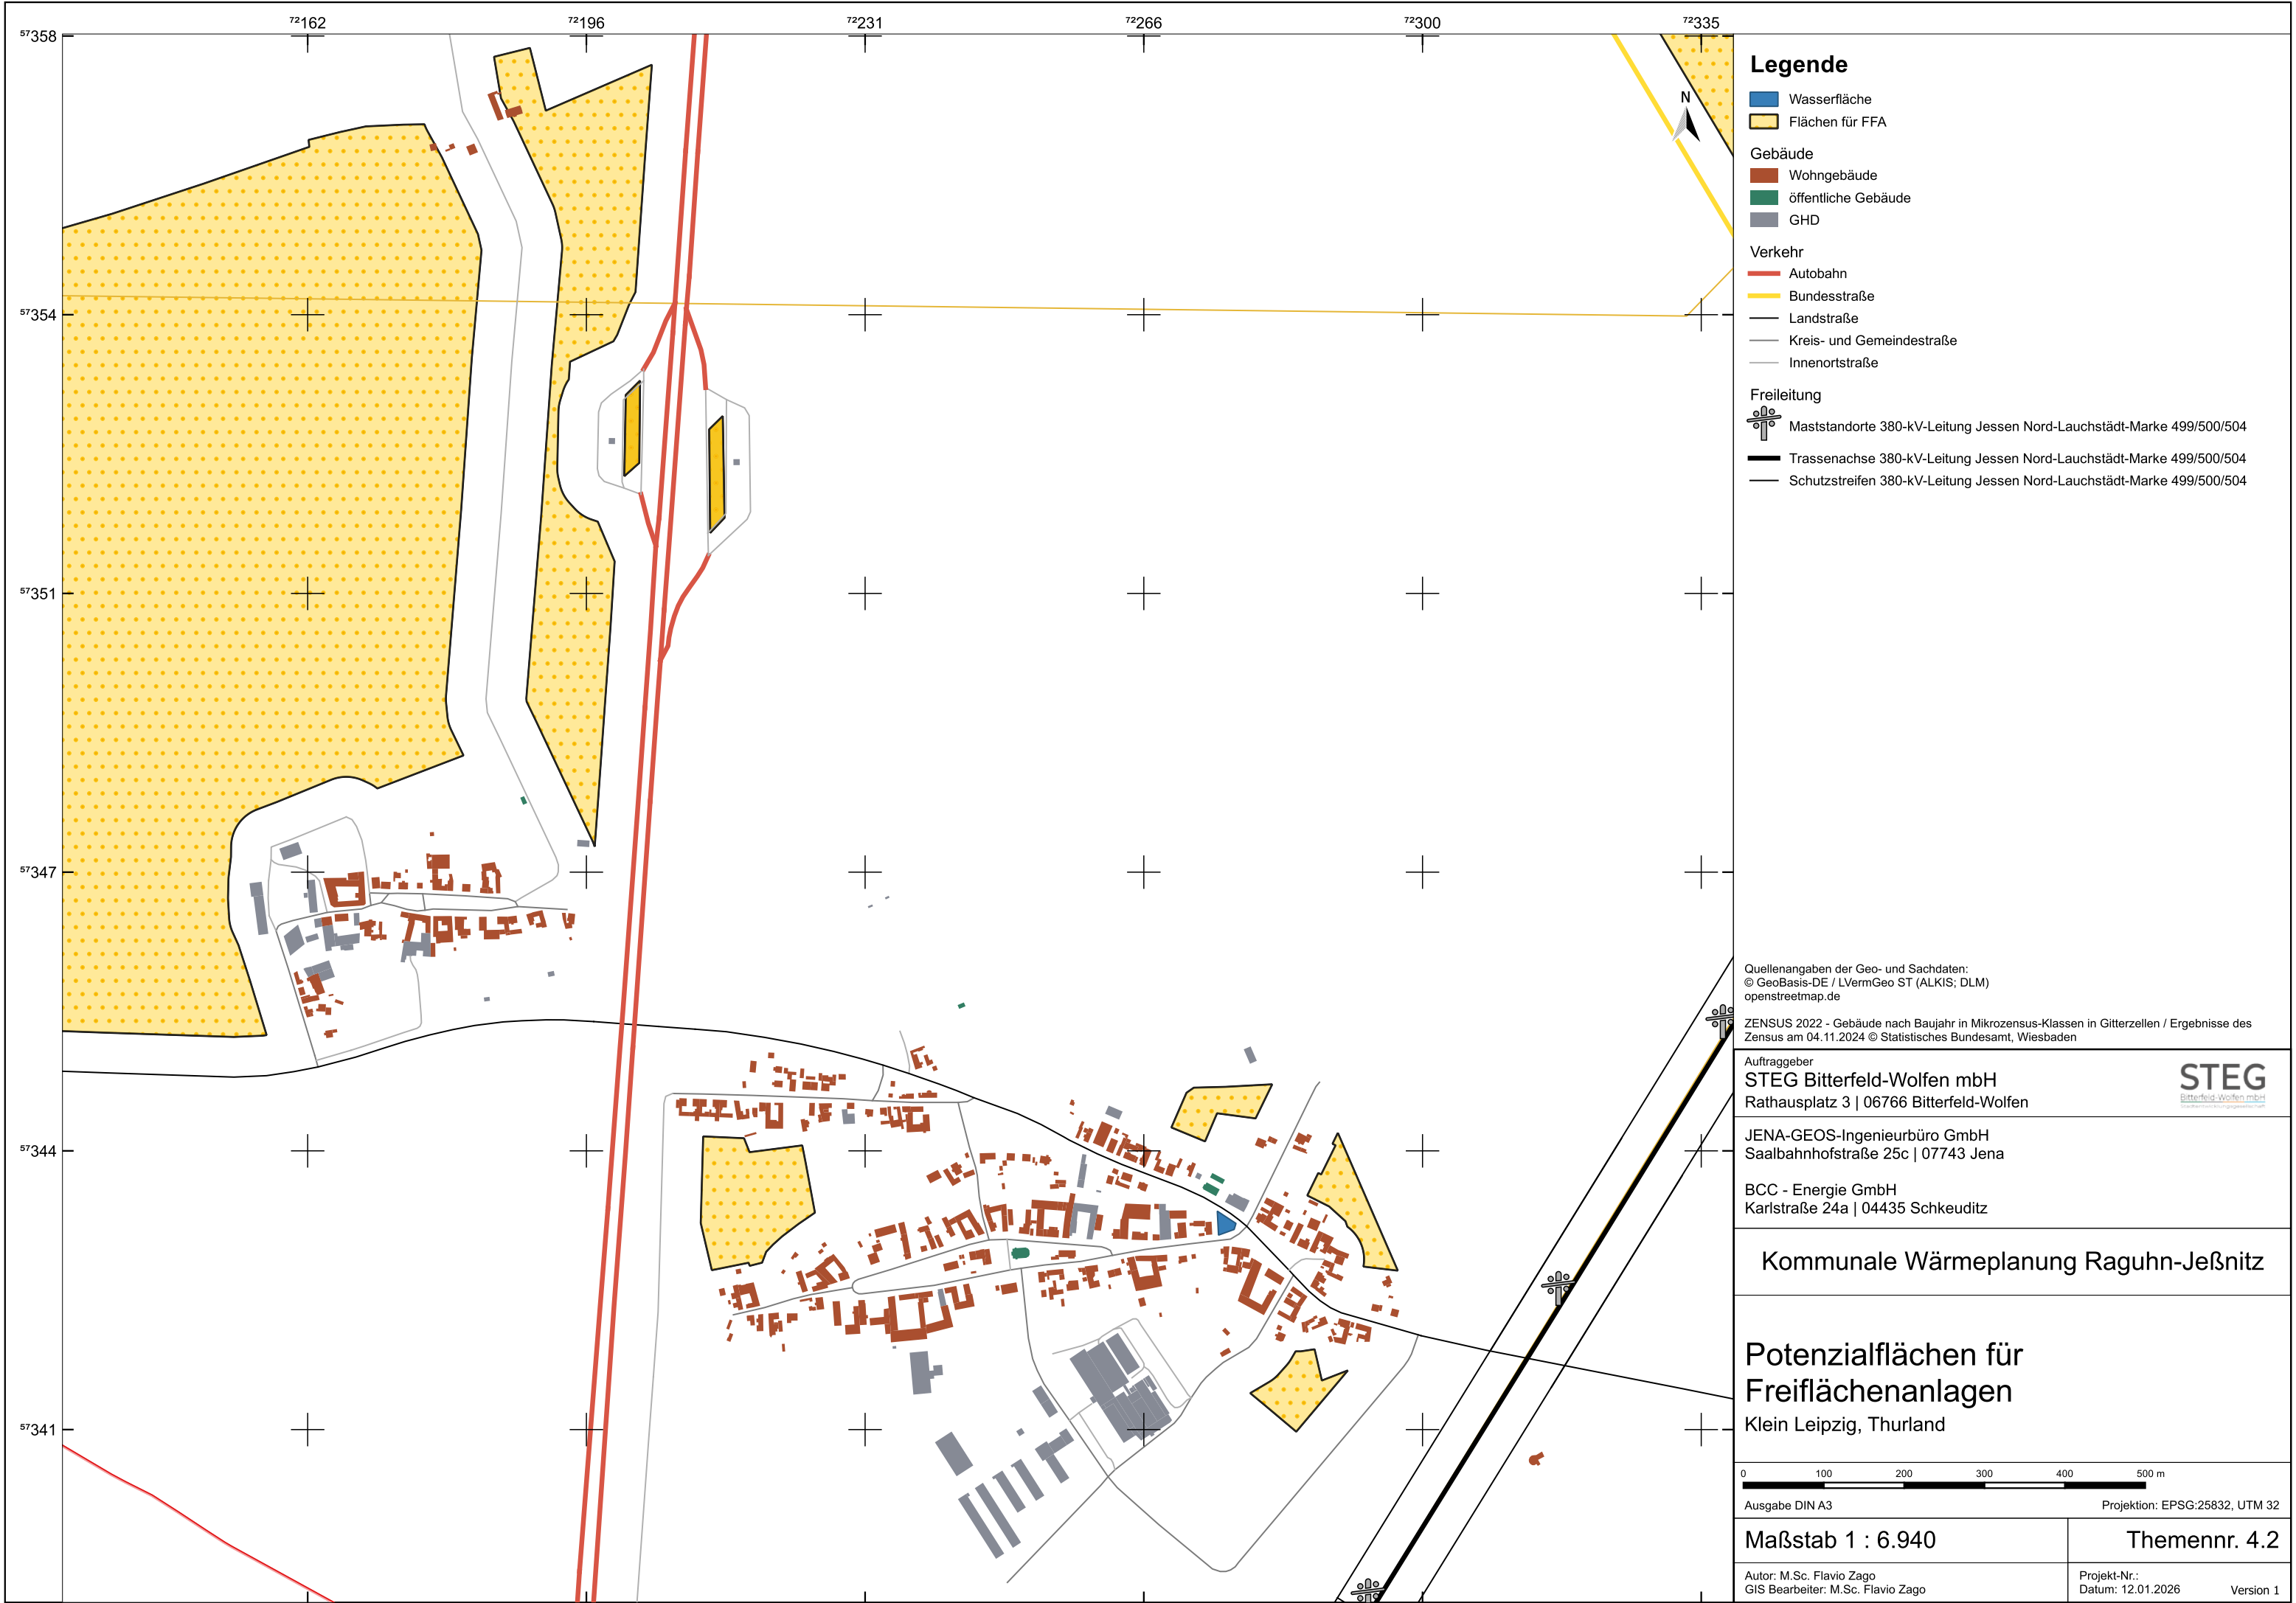 ⁷²162
⁷²196
⁷²231
⁷²266
⁷²300
⁷²335
⁵⁷358
⁵⁷354
⁵⁷351
⁵⁷347
⁵⁷344
⁵⁷341
N
Legende
Wasserfläche
Flächen für FFA
Gebäude
Wohngebäude
öffentliche Gebäude
GHD
Verkehr
Autobahn
Bundesstraße
Landstraße
Kreis- und Gemeindestraße
Innenortstraße
Freileitung
Maststandorte 380-kV-Leitung Jessen Nord-Lauchstädt-Marke 499/500/504
Trassenachse 380-kV-Leitung Jessen Nord-Lauchstädt-Marke 499/500/504
Schutzstreifen 380-kV-Leitung Jessen Nord-Lauchstädt-Marke 499/500/504
Quellenangaben der Geo- und Sachdaten:
© GeoBasis-DE / LVermGeo ST (ALKIS; DLM)
openstreetmap.de
ZENSUS 2022 - Gebäude nach Baujahr in Mikrozensus-Klassen in Gitterzellen / Ergebnisse des
Zensus am 04.11.2024 © Statistisches Bundesamt, Wiesbaden
Auftraggeber
STEG Bitterfeld-Wolfen mbH
Rathausplatz 3 | 06766 Bitterfeld-Wolfen
STEG
Bitterfeld-Wolfen mbH
JENA-GEOS-Ingenieurbüro GmbH
Saalbahnhofstraße 25c | 07743 Jena
BCC - Energie GmbH
Karlstraße 24a | 04435 Schkeuditz
Kommunale Wärmeplanung Raguhn-Jeßnitz
Potenzialflächen für
Freiflächenanlagen
Klein Leipzig, Thurland
0 100 200 300 400 500 m
Ausgabe DIN A3
Projektion: EPSG:25832, UTM 32
Maßstab 1 : 6.940
Themennr. 4.2
Autor: M.Sc. Flavio Zago
GIS Bearbeiter: M.Sc. Flavio Zago
Projekt-Nr.:
Datum: 12.01.2026
Version 1